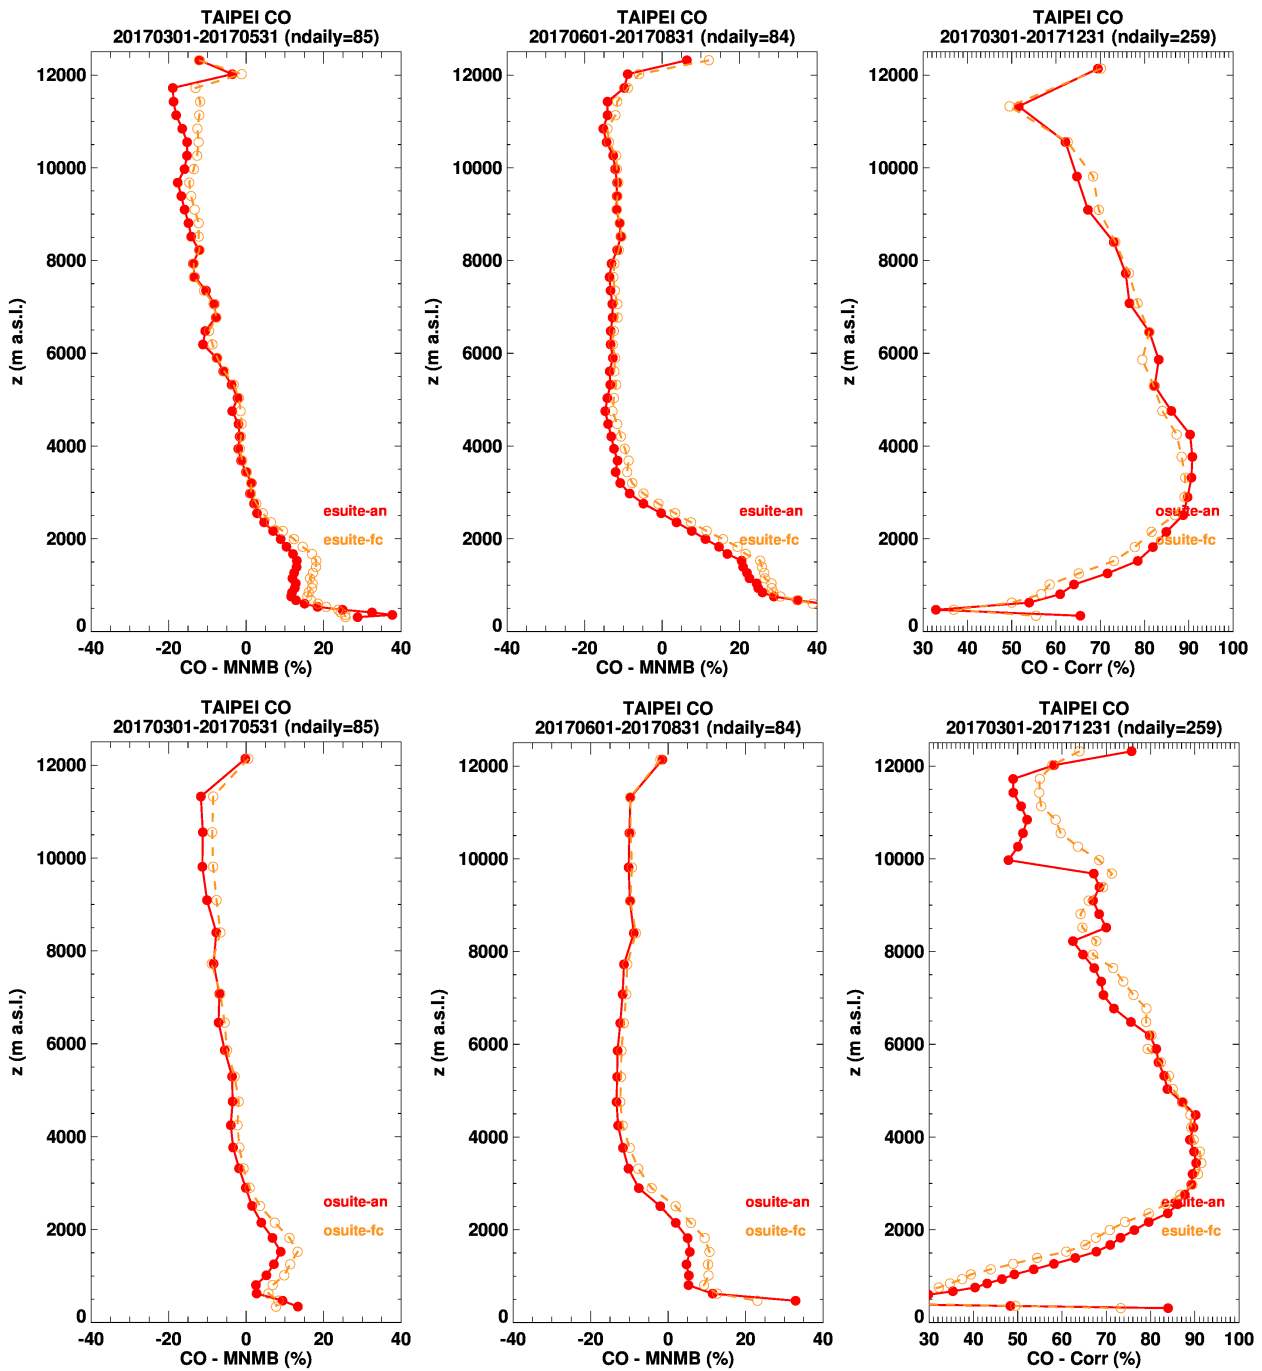 TAIPEI CO
20170301-20170531 (ndaily=85)
12000
10000
8000
6000
4000
2000
0
z (m a.s.l.)
esuite-an
esuite-fc
-40 -20 0 20 40
CO - MNMB (%)
TAIPEI CO
20170601-20170831 (ndaily=84)
12000
10000
8000
6000
4000
2000
0
z (m a.s.l.)
esuite-an
esuite-fc
-40 -20 0 20 40
CO - MNMB (%)
TAIPEI CO
20170301-20171231 (ndaily=259)
12000
10000
8000
6000
4000
2000
0
z (m a.s.l.)
osuite-an
osuite-fc
30 40 50 60 70 80 90 100
CO - Corr (%)
TAIPEI CO
20170301-20170531 (ndaily=85)
12000
10000
8000
6000
4000
2000
0
z (m a.s.l.)
osuite-an
osuite-fc
-40 -20 0 20 40
CO - MNMB (%)
TAIPEI CO
20170601-20170831 (ndaily=84)
12000
10000
8000
6000
4000
2000
0
z (m a.s.l.)
osuite-an
osuite-fc
-40 -20 0 20 40
CO - MNMB (%)
TAIPEI CO
20170301-20171231 (ndaily=259)
12000
10000
8000
6000
4000
2000
0
z (m a.s.l.)
esuite-an
esuite-fc
30 40 50 60 70 80 90 100
CO - Corr (%)